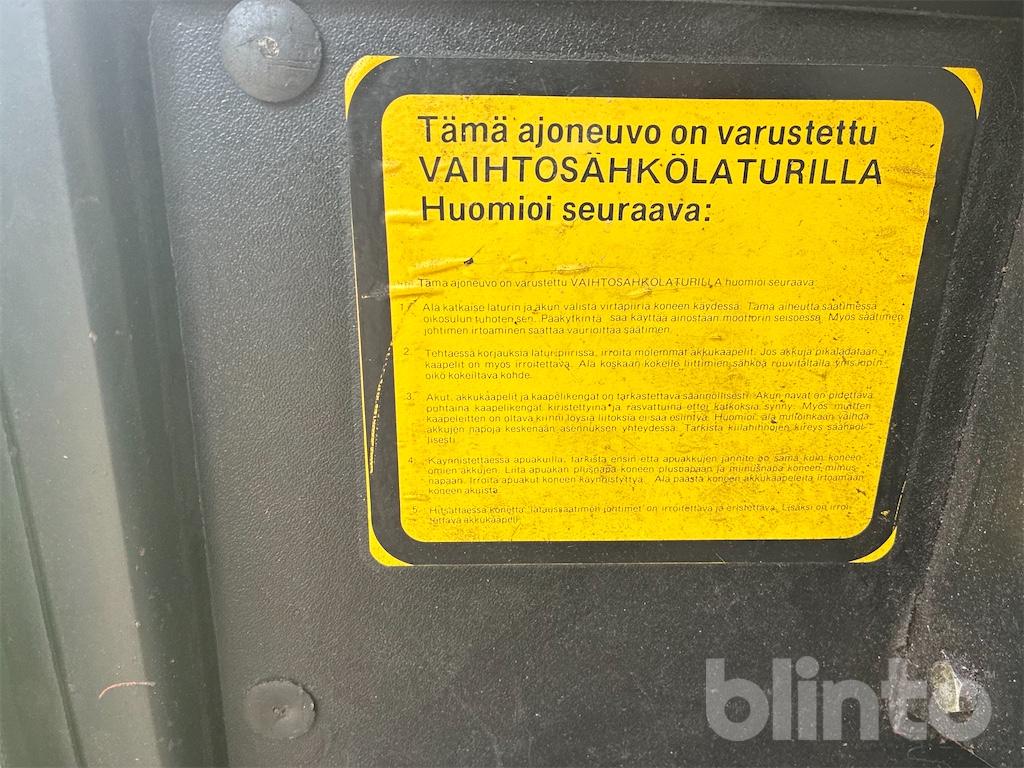 Tämä ajoneuvo on varustettu
VAIHTOSÄHKÖLATURILLA
Huomioi seuraava:
Tämä ajoneuvo on varustettu VAIHTOSÄHKÖLATURILLA huomioi seuraava:
1. Älä katkaise laturin ja akun välistä virtapiiriä koneen käydessä. Tämä aiheutta säätimessä
oikosulun tuhoten sen. Pääkytkintä saa käyttää ainostaan moottorin seisoessa. Myös säätimen
johtimen irtoaminen saattaa vaurioittaa säätimen.
2. Tehtäessä korjauksia laturipiirissä, irroita molemmat akkukaapelit. Jos akkuja pikaladataan
kaapelit on myös irroitettava. Älä koskaan kokeile liittimien sähköä ruuvitaltalla
oikö kokeiltava kohde.
3. Akut, akkukaapelit ja kaapelikengät on tarkastettava säännöllisesti. Akun navat on pidettävä
puhtaina kaapelikengät kiristettyinä ja rasvattuina ettei katkoksia synny. Myös muitten
kaapeleitten on oltava kiinni löysiä liitoksia ei saa esiintyä. Huomioi, älä milloinkaan vaihda
akkujen napoja keskenään asennuksen yhteydessä. Tarkista kiilahihnojen kireys säännöl-
lisesti.
4. Käynnistettäessä apuakuilla, tarkista ensin että apuakkujen jännite on sama kuin koneen
omien akkujen. Liitä apuakan plusnapa koneen plusnapaan ja miinusnapa koneen miinus-
napaan. Irroita apuakut koneen käynnistyttyä. Älä päästä koneen akkukaapeleita irtoamaan
koneen akuista.
5. Hitsattaessa konetta, lataussäätimen johtimet on irroitettava ja eristettävä. Lisäksi on irroi-
tettava akkukaapeli.
blinto